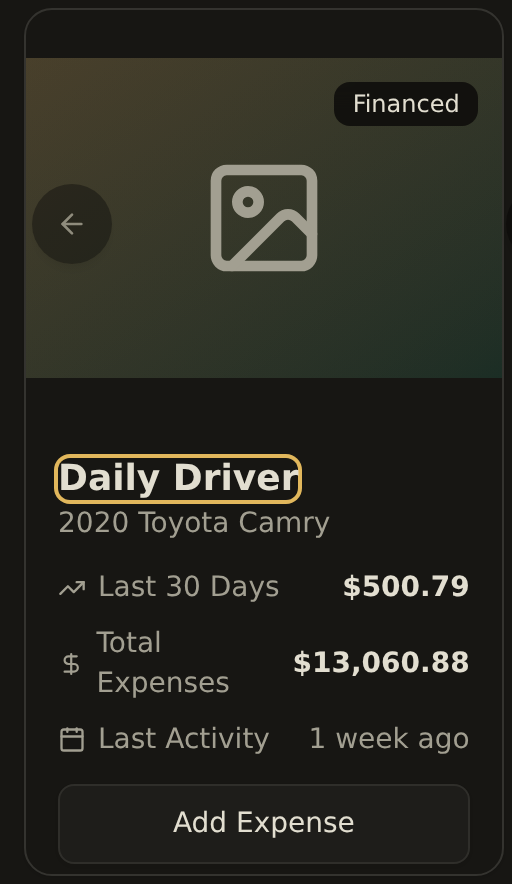 Financed
Daily Driver
2020 Toyota Camry
Last 30 Days $500.79
Total Expenses $13,060.88
Last Activity 1 week ago
Add Expense